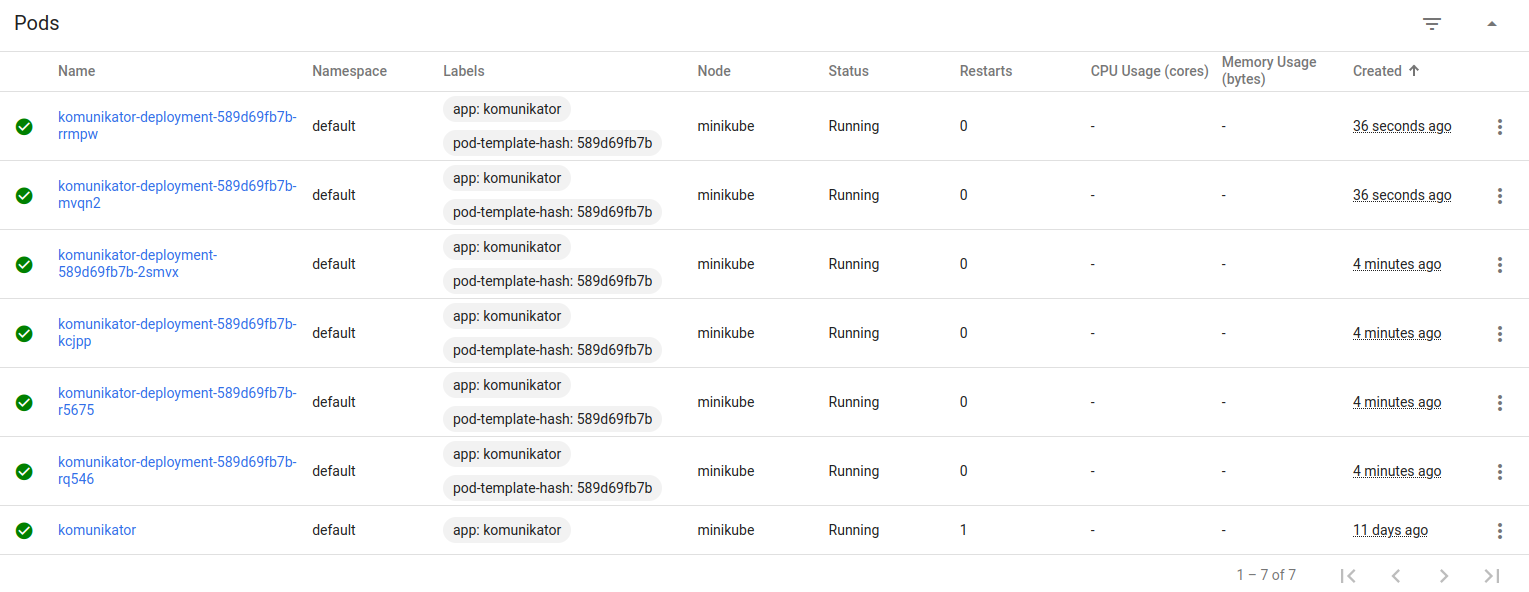 Pods
Name Namespace Labels Node Status Restarts CPU Usage (cores) Memory Usage (bytes) Created
komunikator-deployment-589d69fb7b-
rrmpw
default
app: komunikator
pod-template-hash: 589d69fb7b
minikube
Running
0
-
-
36 seconds ago
komunikator-deployment-589d69fb7b-
mvqn2
default
app: komunikator
pod-template-hash: 589d69fb7b
minikube
Running
0
-
-
36 seconds ago
komunikator-deployment-
589d69fb7b-2smvx
default
app: komunikator
pod-template-hash: 589d69fb7b
minikube
Running
0
-
-
4 minutes ago
komunikator-deployment-589d69fb7b-
kcjpp
default
app: komunikator
pod-template-hash: 589d69fb7b
minikube
Running
0
-
-
4 minutes ago
komunikator-deployment-589d69fb7b-
r5675
default
app: komunikator
pod-template-hash: 589d69fb7b
minikube
Running
0
-
-
4 minutes ago
komunikator-deployment-589d69fb7b-
rq546
default
app: komunikator
pod-template-hash: 589d69fb7b
minikube
Running
0
-
-
4 minutes ago
komunikator
default
app: komunikator
minikube
Running
1
-
-
11 days ago
1 – 7 of 7